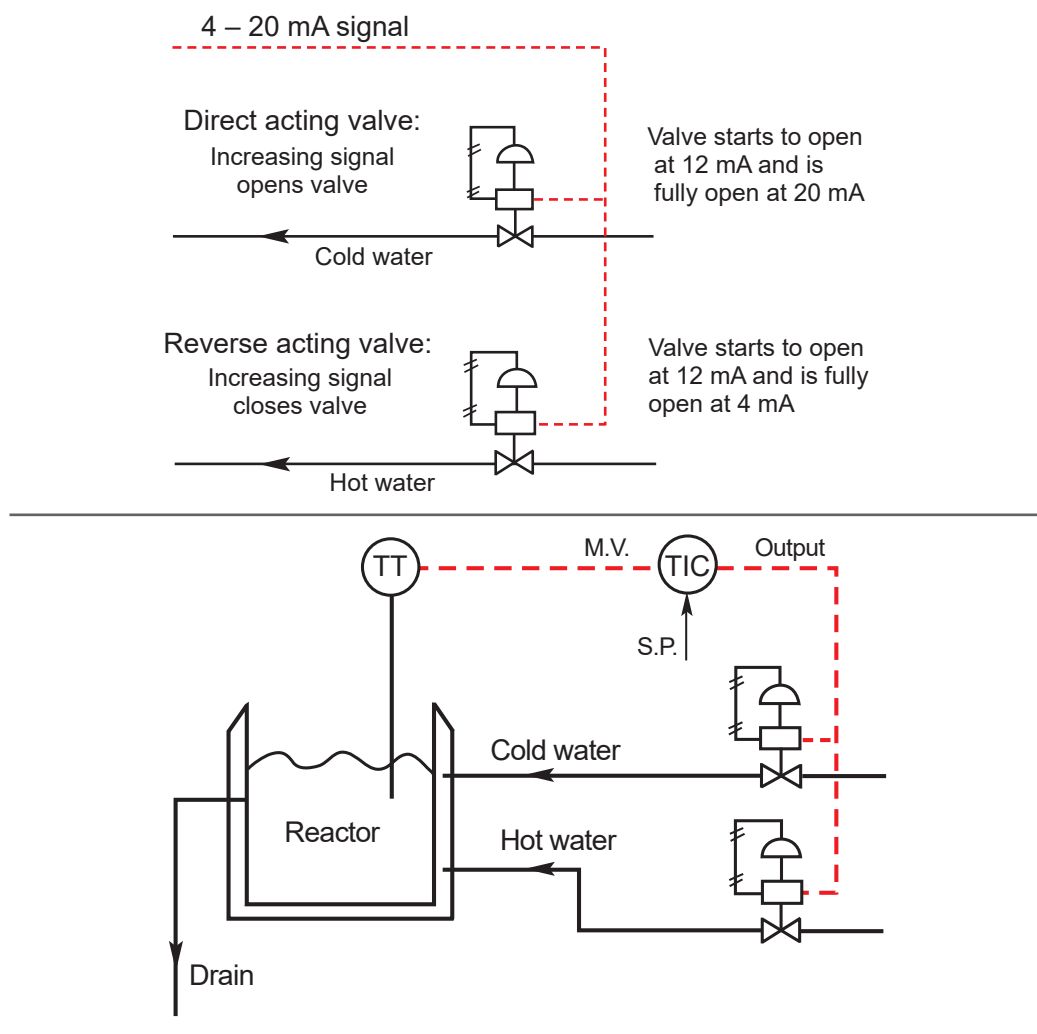 4 – 20 mA signal
Direct acting valve:
Increasing signal
opens valve
Valve starts to open
at 12 mA and is
fully open at 20 mA
Cold water
Reverse acting valve:
Increasing signal
closes valve
Valve starts to open
at 12 mA and is fully
open at 4 mA
Hot water
TT
M.V.
TIC
Output
S.P.
Cold water
Reactor
Hot water
Drain